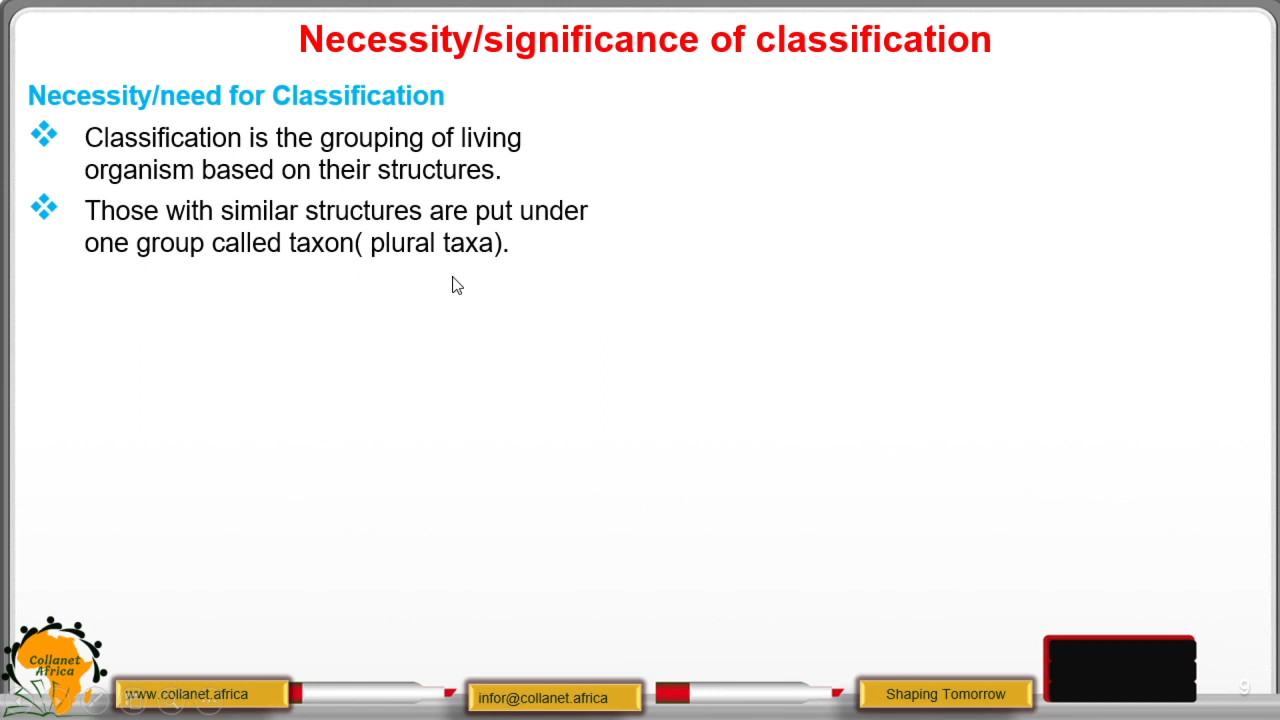 Necessity/significance of classification
Necessity/need for Classification
Classification is the grouping of living
organism based on their structures.
Those with similar structures are put under
one group called taxon( plural taxa).
Collanet
Africa
www.collanet.africa
infor@collanet.africa
Shaping Tomorrow
9